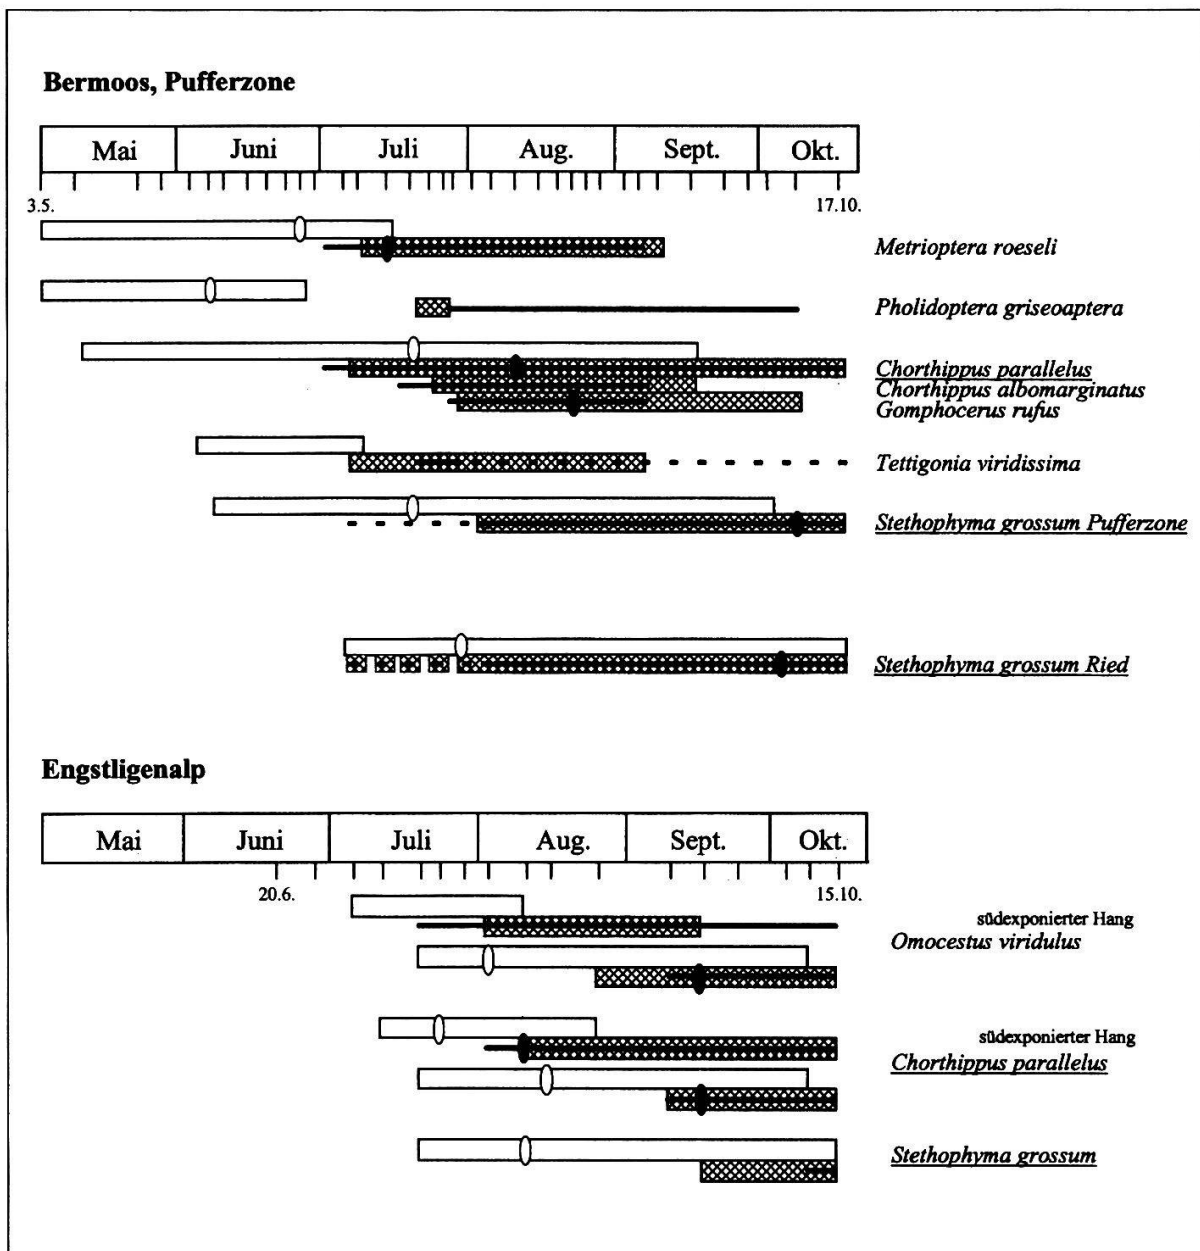 Bermoos, Pufferzone
Mai Juni Juli Aug. Sept. Okt.
3.5. 17.10.
Metrioptera roeseli
Pholidoptera griseoaptera
Chorthippus parallelus
Chorthippus albomarginatus
Gomphocerus rufus
Tettigonia viridissima
Stethophyma grossum Pufferzone
Stethophyma grossum Ried
Engstligenalp
Mai Juni Juli Aug. Sept. Okt.
20.6. 15.10.
südexponierter Hang
Omocestus viridulus
südexponierter Hang
Chorthippus parallelus
Stethophyma grossum